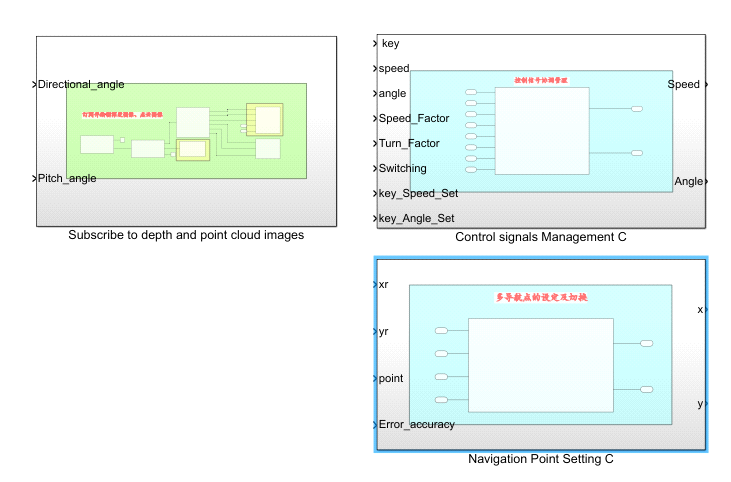 Directional_angle
Pitch_angle
Subscribe to depth and point cloud images
key
speed
angle
Speed_Factor
Turn_Factor
Switching
key_Speed_Set
key_Angle_Set
控制信号协调管理
Speed
Angle
Control signals Management C
xr
yr
point
Error_accuracy
多导航点的设定及切换
x
y
Navigation Point Setting C